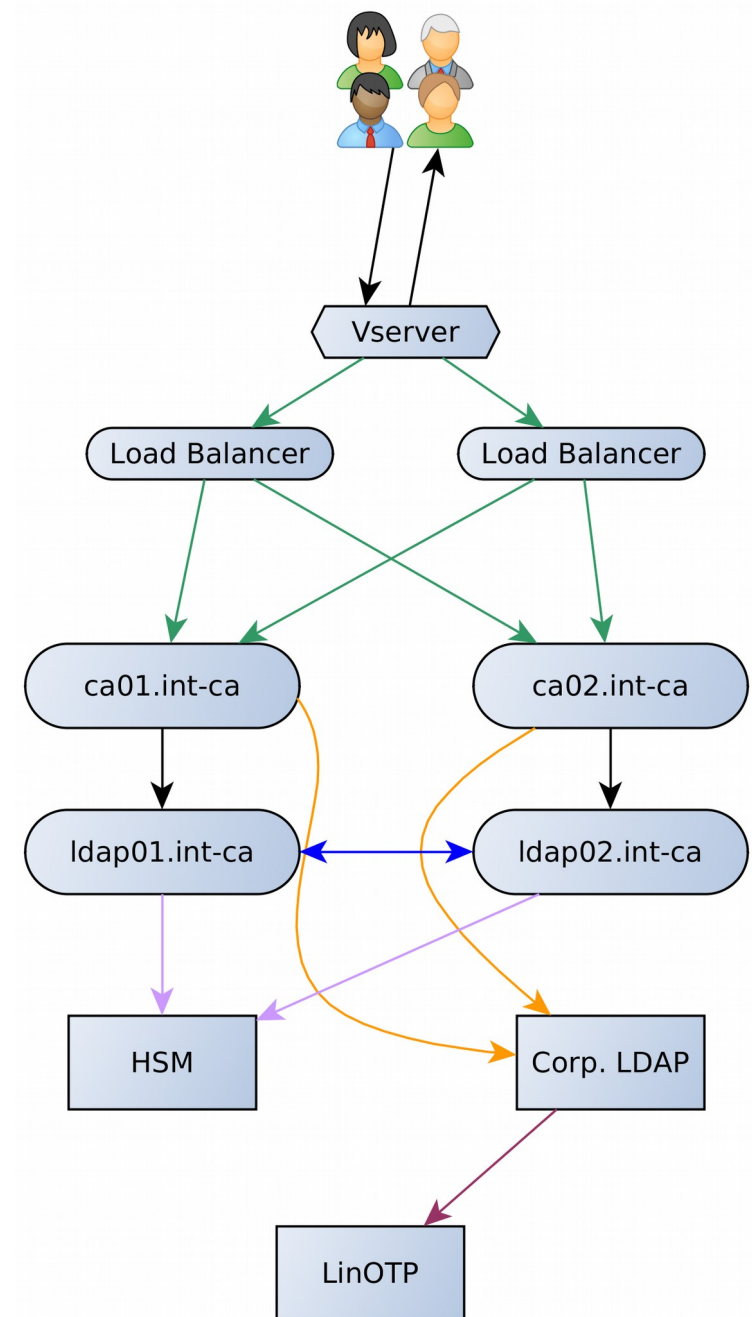 Vserver
Load Balancer
Load Balancer
ca01.int-ca
ca02.int-ca
ldap01.int-ca
ldap02.int-ca
HSM
Corp. LDAP
LinOTP